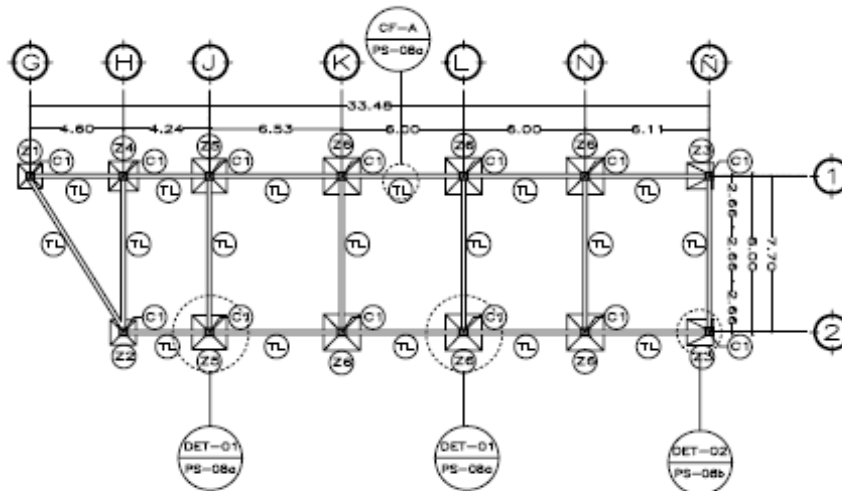 CF-A
PS-08a
G H J K L N Ñ
33.48
4.60 4.24 6.53 6.00 6.00 6.11
Z1 Z4 Z5 Z6 Z6 Z6 Z3
C1 C1 C1 C1 C1 C1 C1
TL TL TL TL TL TL
1
TL TL TL TL TL TL TL
2.66 2.66 2.66
8.00
7.70
C1 C1 C1 C1 C1
2
TL TL TL TL TL
Z2 Z5 Z6 Z6 Z6 Z3 C1
DET-01
PS-08a
DET-01
PS-08a
DET-02
PS-08b